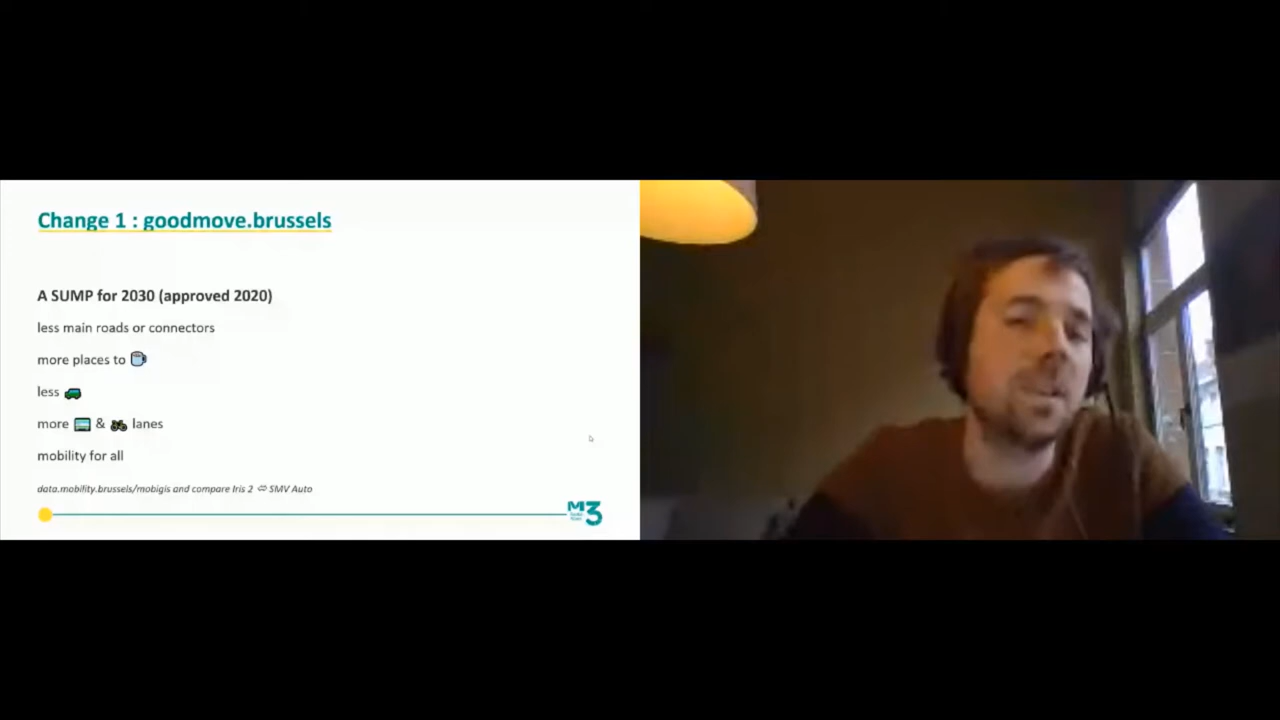 Change 1 : goodmove.brussels
A SUMP for 2030 (approved 2020)
less main roads or connectors
more places to
less
more & lanes
mobility for all
data.mobility.brussels/mobigis and compare Iris 2 ⇔ SMV Auto
M3